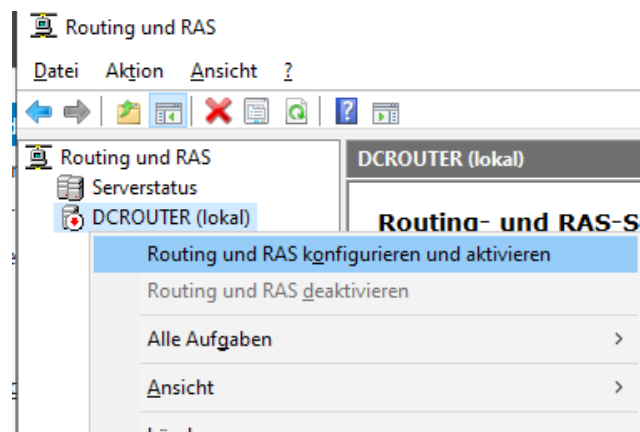 Routing und RAS
Datei Aktion Ansicht ?
Routing und RAS
Serverstatus
DCROUTER (lokal)
DCROUTER (lokal)
Routing- und RAS-S
Routing und RAS konfigurieren und aktivieren
Routing und RAS deaktivieren
Alle Aufgaben
Ansicht